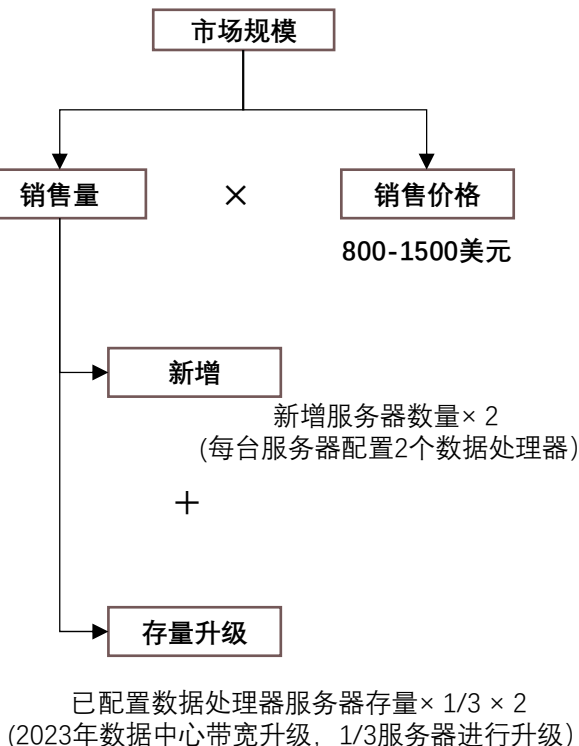 市场规模
销售量
×
销售价格
800-1500美元
新增
新增服务器数量× 2
(每台服务器配置2个数据处理器)
+
存量升级
已配置数据处理器服务器存量× 1/3 × 2
(2023年数据中心带宽升级，1/3服务器进行升级)